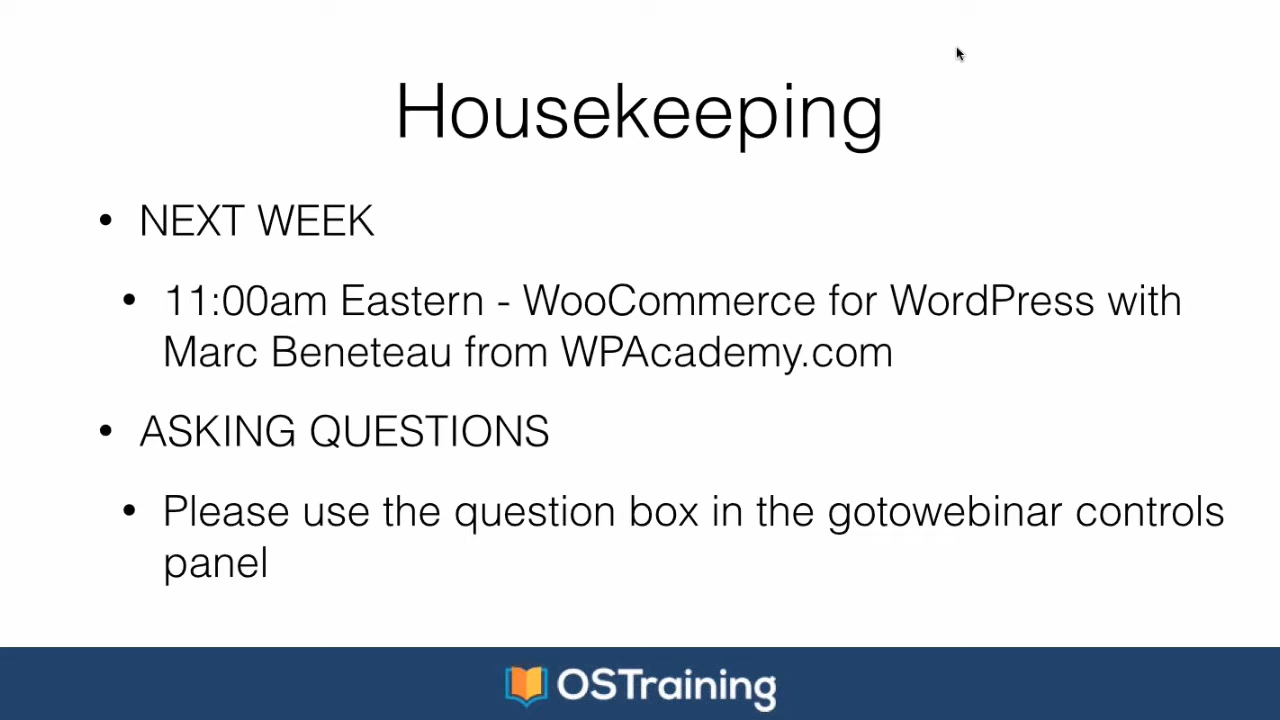 Housekeeping
• NEXT WEEK
• 11:00am Eastern - WooCommerce for WordPress with
Marc Beneteau from WPAcademy.com
• ASKING QUESTIONS
• Please use the question box in the gotowebinar controls
panel
OSTraining